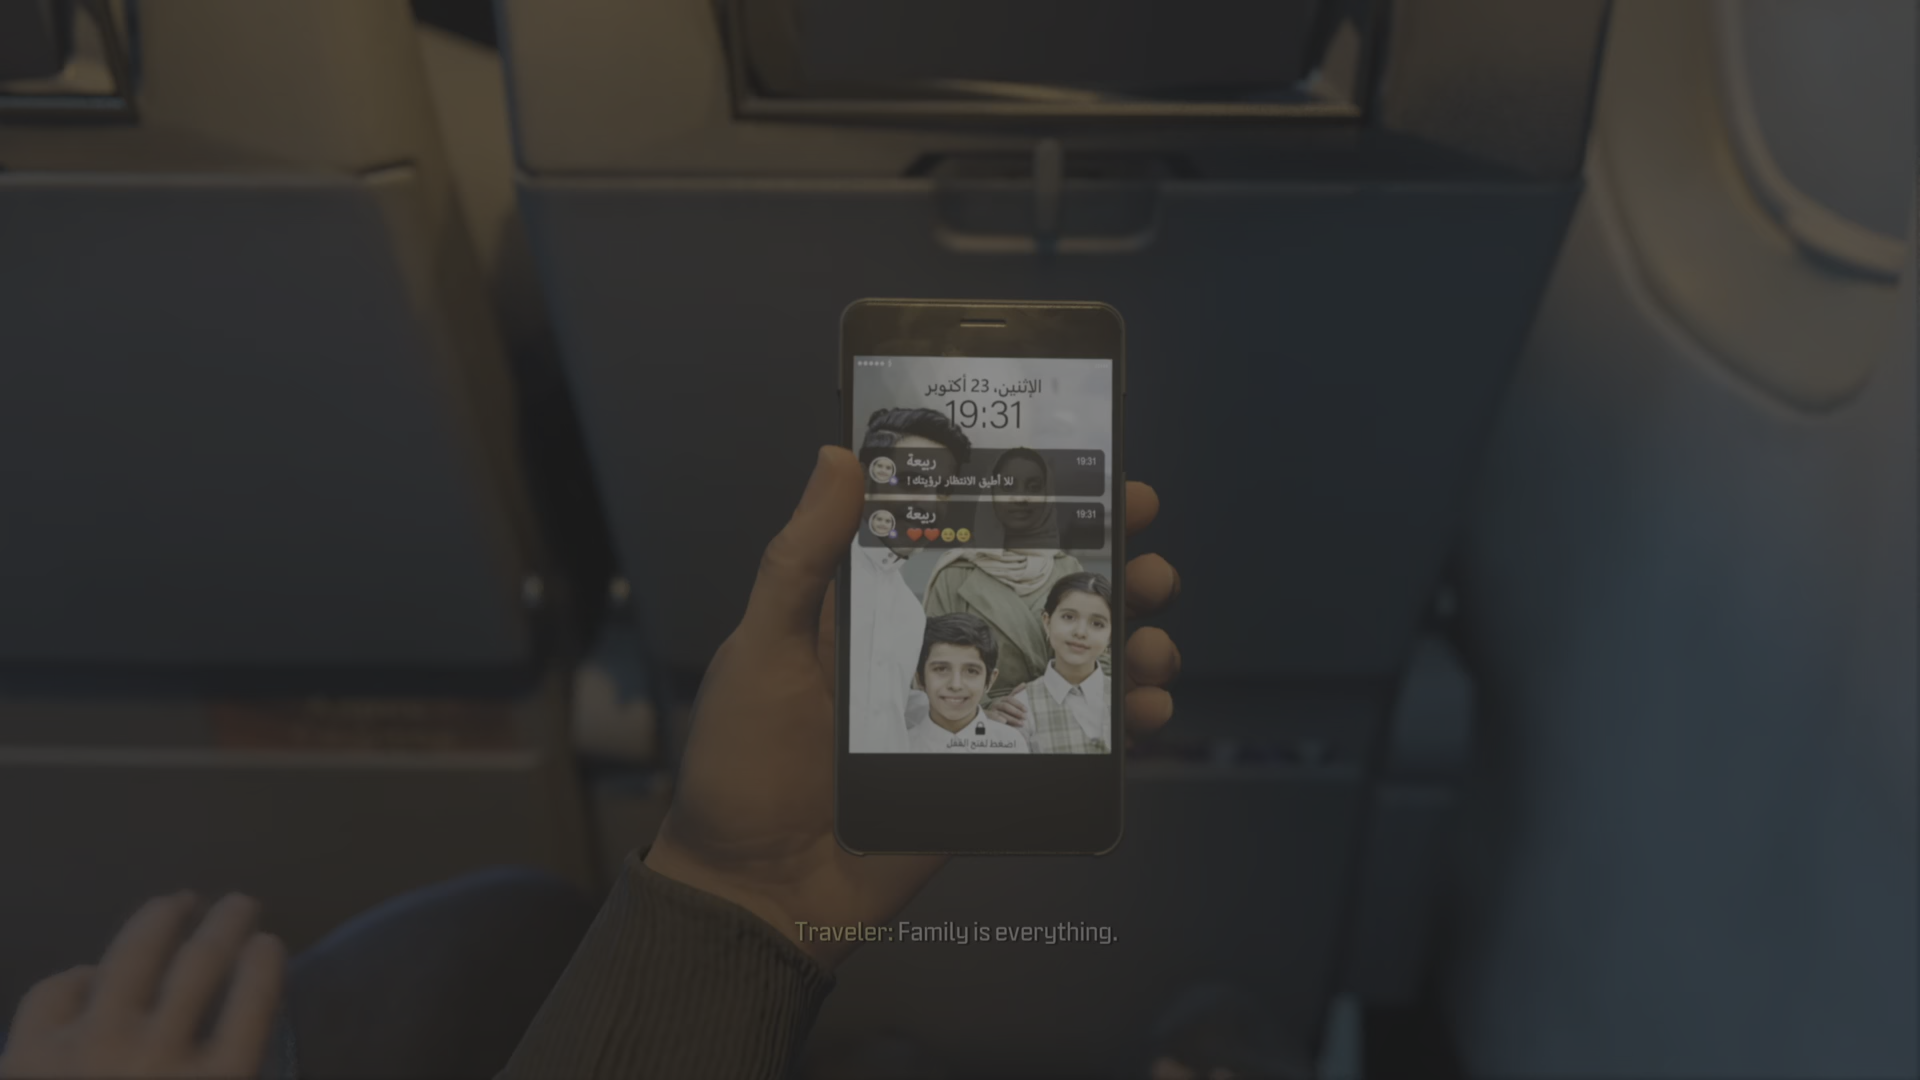 الإثنين، 23 أكتوبر
19:31
ربيعة
19:31
للا أطيق الانتظار لرؤيتك !
ربيعة
19:31
اضغط لفتح القفل
Traveler: Family is everything.